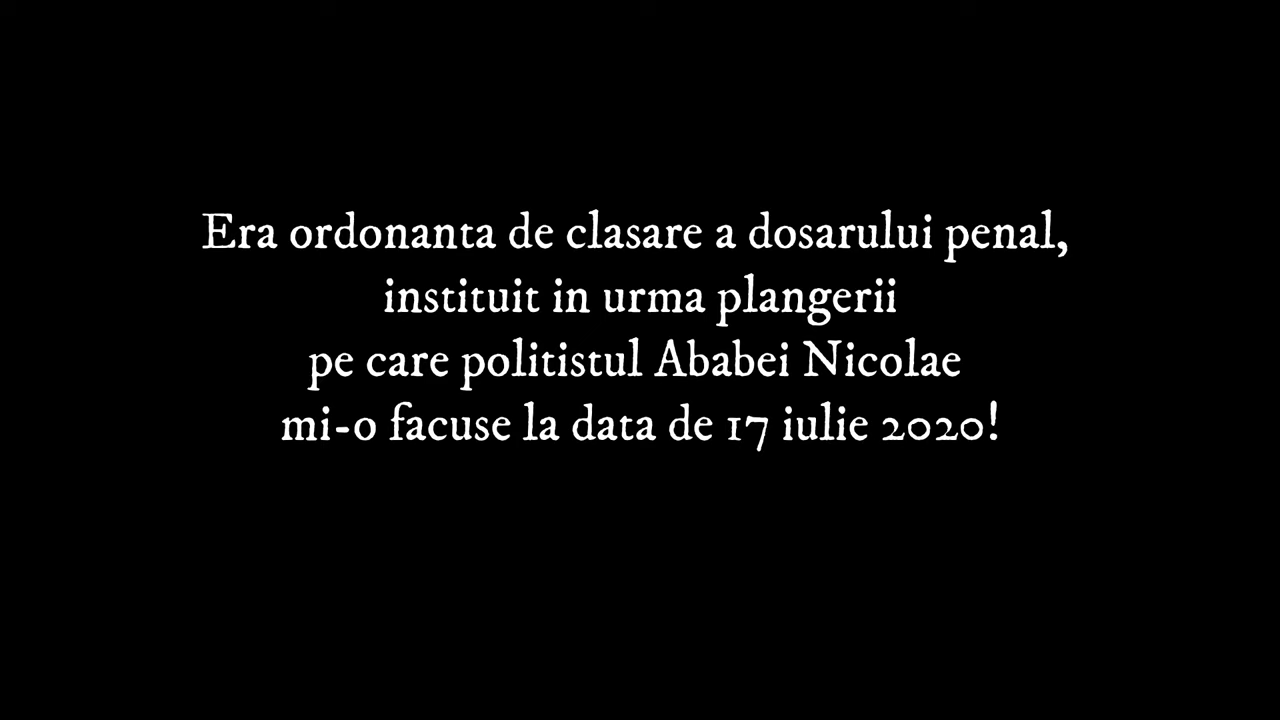 Era ordonanta de clasare a dosarului penal,
instituit in urma plangerii
pe care politistul Ababei Nicolae
mi-o facuse la data de 17 iulie 2020!